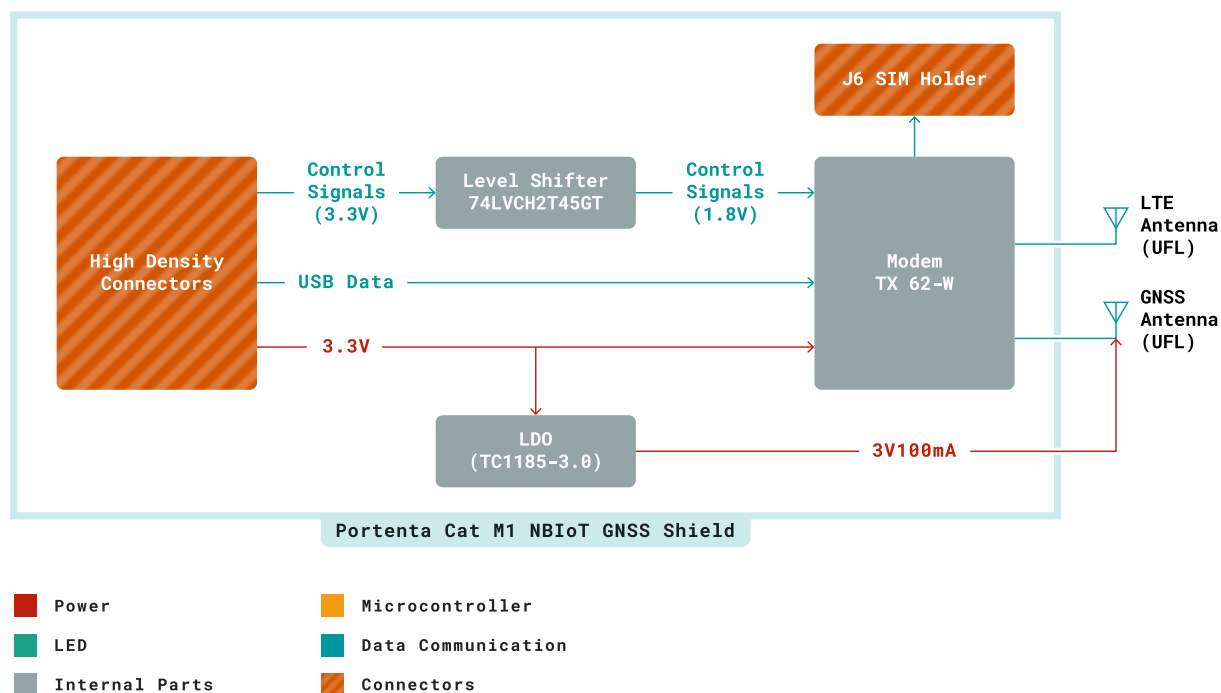 J6 SIM Holder
Control
Signals
(3.3V)
Level Shifter
74LVCH2T45GT
Control
Signals
(1.8V)
High Density
Connectors
USB Data
3.3V
Modem
TX 62-W
LTE
Antenna
(UFL)
GNSS
Antenna
(UFL)
LDO
(TC1185-3.0)
3V100mA
Portenta Cat M1 NBIoT GNSS Shield
Power
Microcontroller
LED
Data Communication
Internal Parts
Connectors